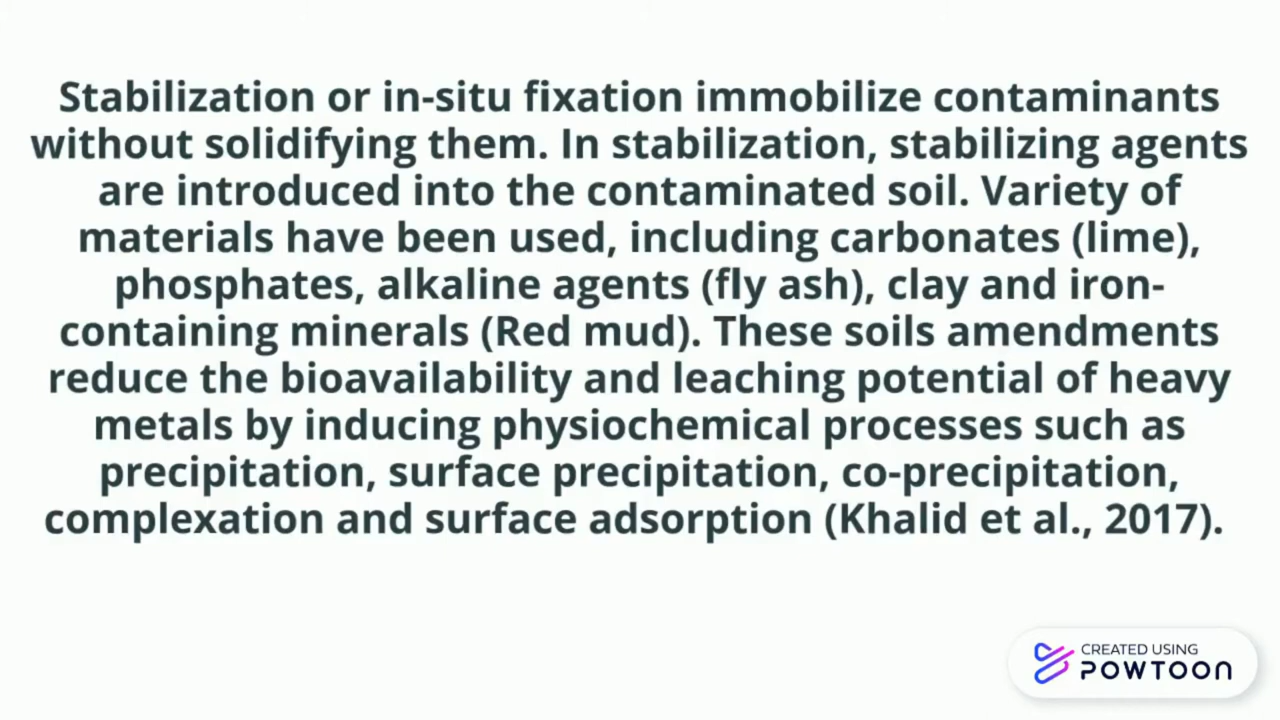 Stabilization or in-situ fixation immobilize contaminants
without solidifying them. In stabilization, stabilizing agents
are introduced into the contaminated soil. Variety of
materials have been used, including carbonates (lime),
phosphates, alkaline agents (fly ash), clay and iron-
containing minerals (Red mud). These soils amendments
reduce the bioavailability and leaching potential of heavy
metals by inducing physiochemical processes such as
precipitation, surface precipitation, co-precipitation,
complexation and surface adsorption (Khalid et al., 2017).
CREATED USING
POWTOON